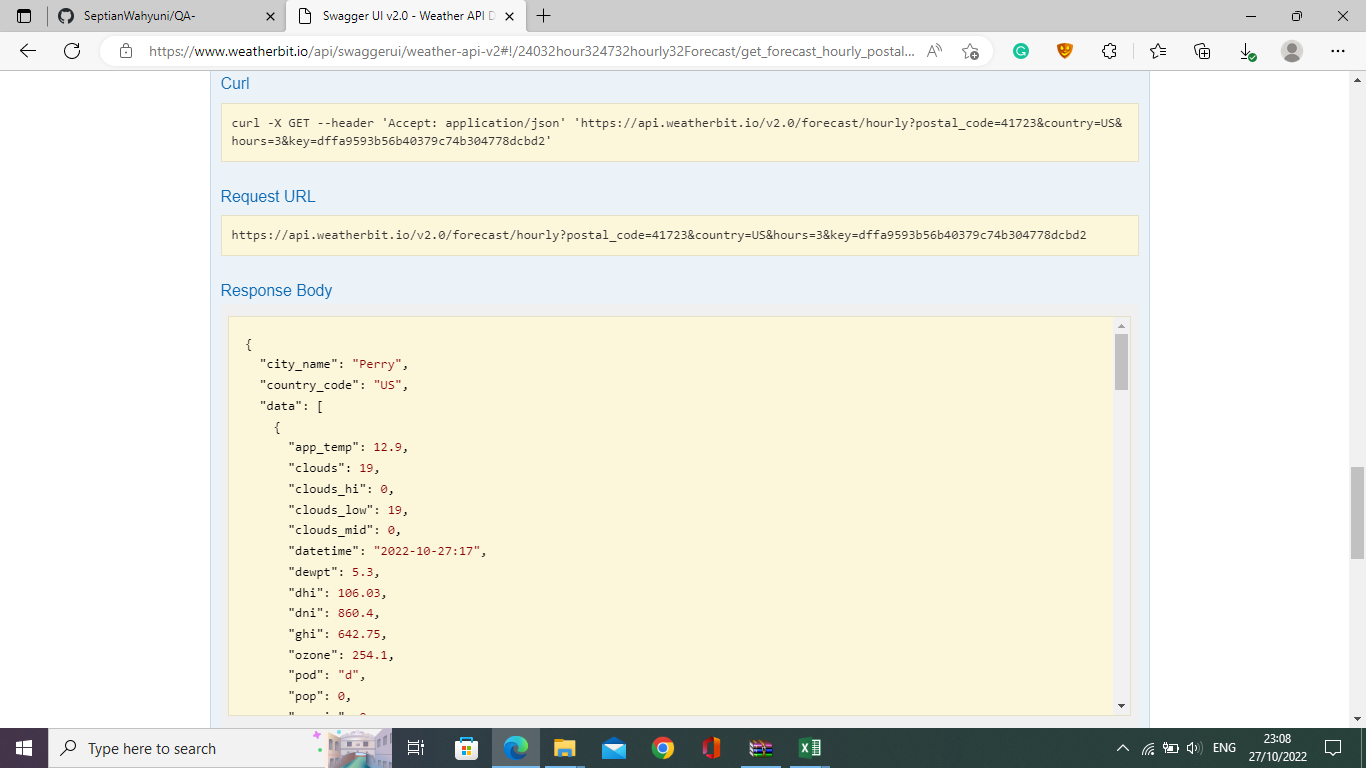 SeptianWahyuni/QA-
Swagger UI v2.0 - Weather API D
https://www.weatherbit.io/api/swaggerui/weather-api-v2#!/24032hour324732hourly32Forecast/get_forecast_hourly_postal...
Curl
curl -X GET --header 'Accept: application/json' 'https://api.weatherbit.io/v2.0/forecast/hourly?postal_code=41723&country=US&
hours=3&key=dffa9593b56b40379c74b304778dcbd2'
Request URL
https://api.weatherbit.io/v2.0/forecast/hourly?postal_code=41723&country=US&hours=3&key=dffa9593b56b40379c74b304778dcbd2
Response Body
{
"city_name": "Perry",
"country_code": "US",
"data": [
{
"app_temp": 12.9,
"clouds": 19,
"clouds_hi": 0,
"clouds_low": 19,
"clouds_mid": 0,
"datetime": "2022-10-27:17",
"dewpt": 5.3,
"dhi": 106.03,
"dni": 860.4,
"ghi": 642.75,
"ozone": 254.1,
"pod": "d",
"pop": 0,
Type here to search
ENG
23:08
27/10/2022